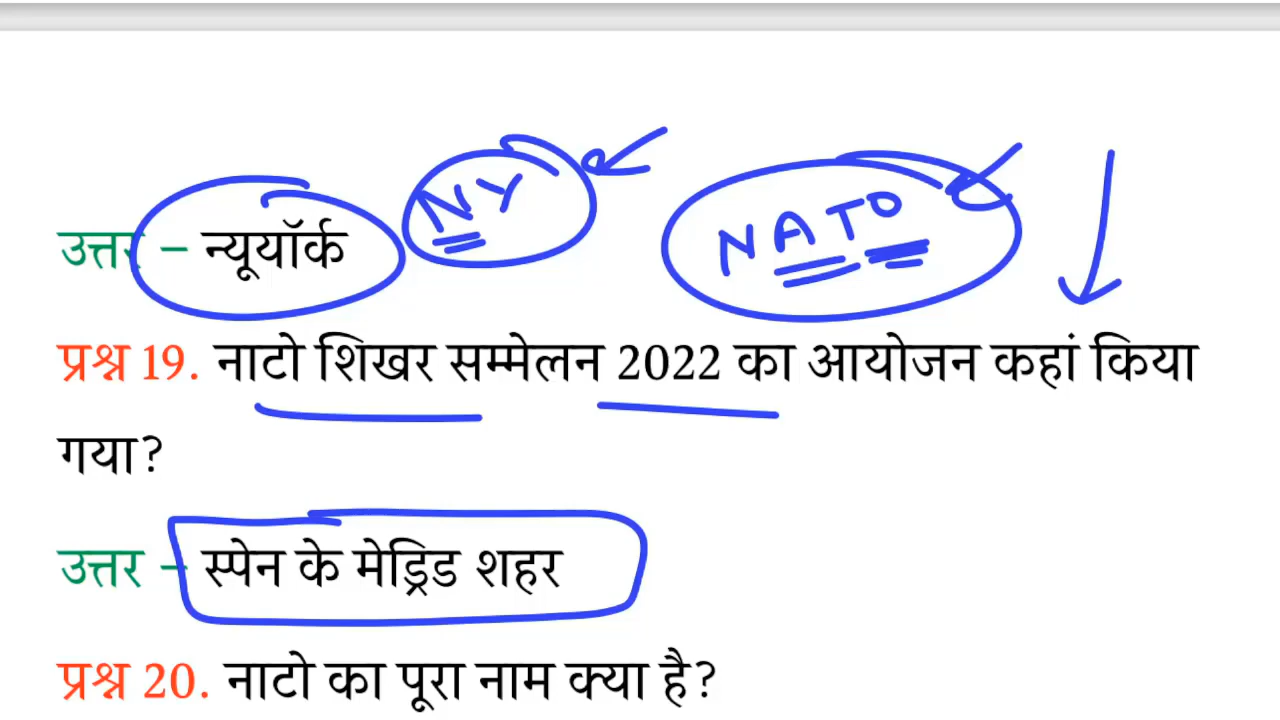 NY
NATO
उत्तर – न्यूयॉर्क
प्रश्न 19. नाटो शिखर सम्मेलन 2022 का आयोजन कहां किया
गया?
उत्तर – स्पेन के मेड्रिड शहर
प्रश्न 20. नाटो का पूरा नाम क्या है?